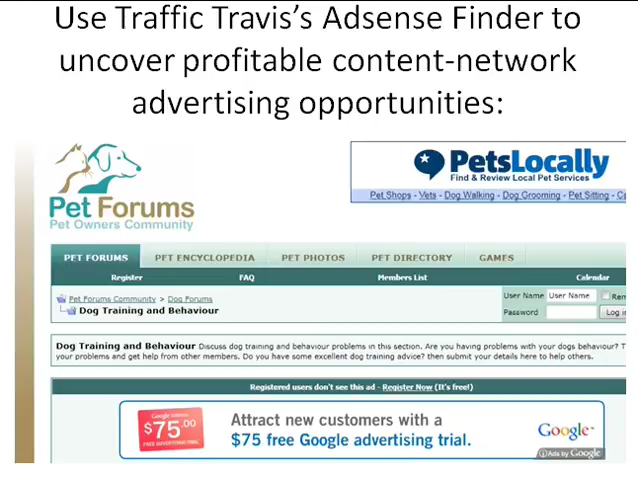 Use Traffic Travis’s Adsense Finder to
uncover profitable content-network
advertising opportunities:
PetsLocally
Find & Review Local Pet Services
Pet Shops - Vets - Dog Walking - Dog Grooming - Pet Sitting -
Pet Forums
Pet Owners Community
PET FORUMS PET ENCYCLOPEDIA PET PHOTOS PET DIRECTORY GAMES
Register FAQ Members List Calendar
Pet Forums Community > Dog Forums
Dog Training and Behaviour
User Name User Name Rem
Password Log in
Dog Training and Behaviour Discuss dog training and behaviour problems in this section. Are you having problems with your dogs behaviour?
your problems and get help from other members. Do you have some excellent dog training advice? then submit your details here to help others.
Registered users don't see this ad - Register Now (It's free!)
$75.00
FREE ADVERTISING TRIAL
Attract new customers with a
$75 free Google advertising trial.
Google
Ads by Google